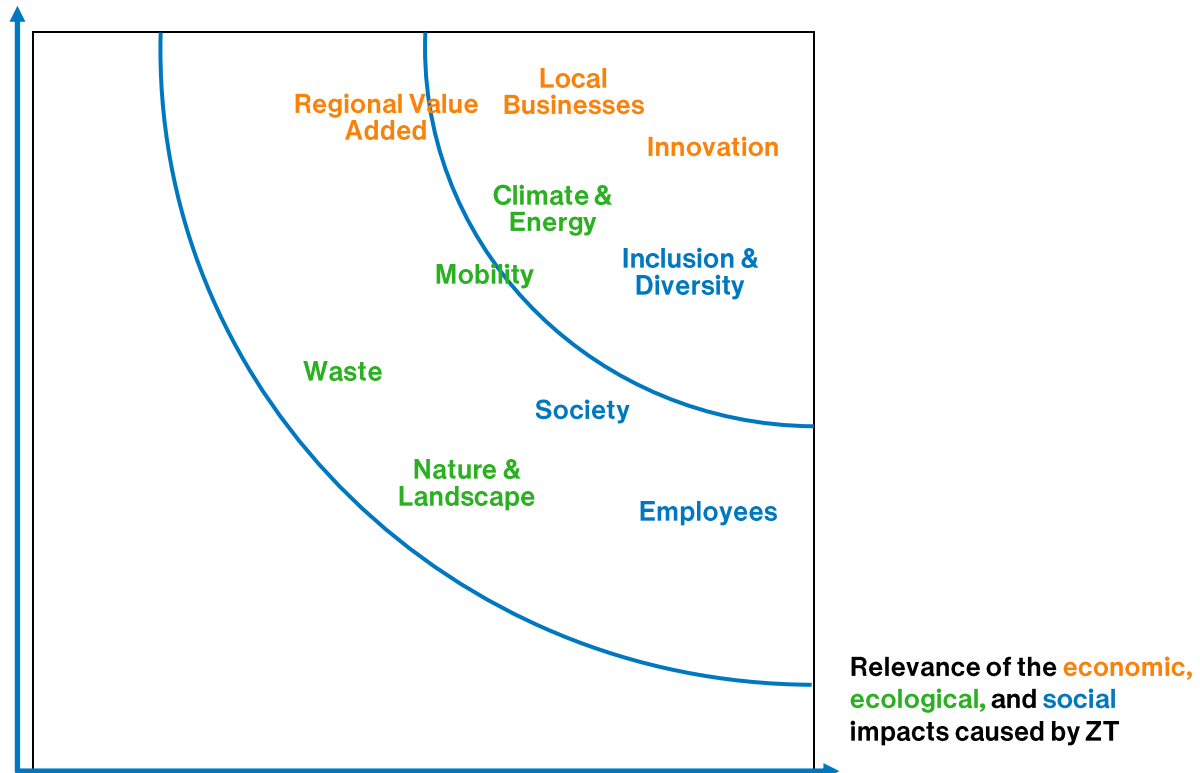 Local
Businesses
Regional Value
Added
Innovation
Climate &
Energy
Inclusion &
Diversity
Mobility
Waste
Society
Nature &
Landscape
Employees
Relevance of the economic,
ecological, and social
impacts caused by ZT